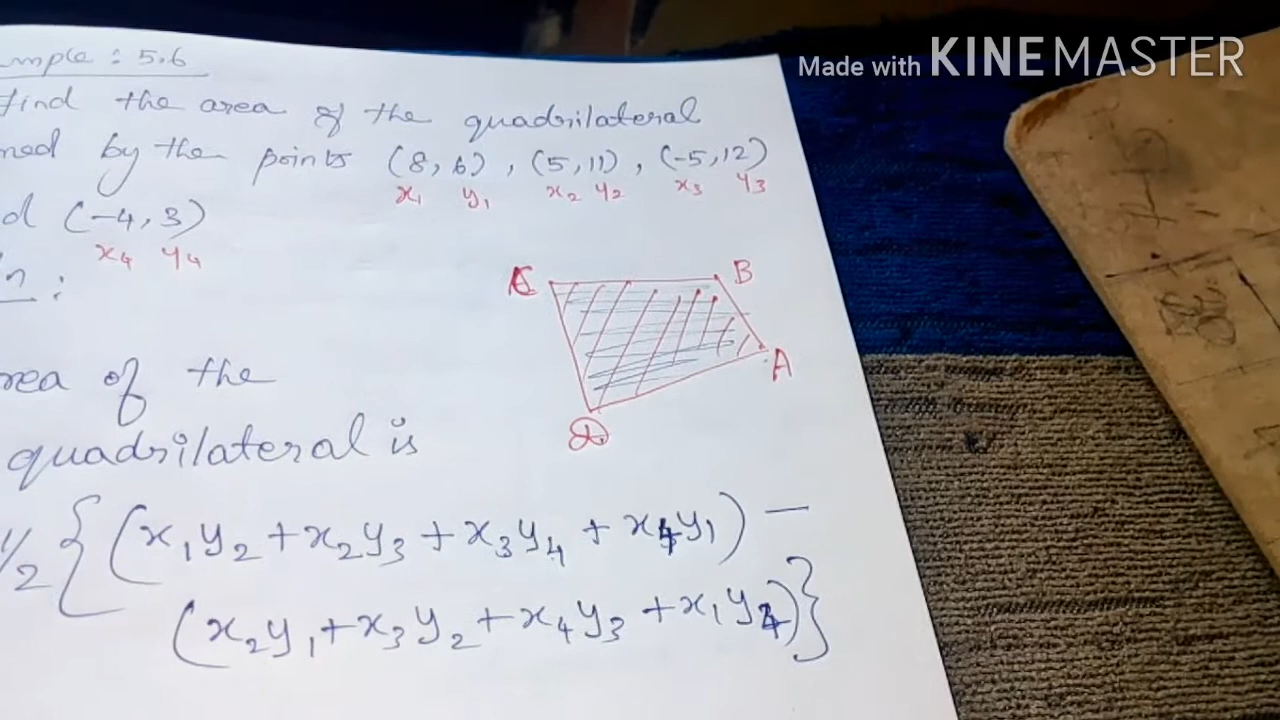 Made with KINEMASTER
mple : 5.6
find the area of the quadrilateral
med by the points (8, 6), (5, 11), (-5, 12)
x₁ y₁ x₂ y₂ x₃ y₃
d (-4, 3)
x₄ y₄
n :
C B
A
D
rea of the
quadrilateral is
1/2 { (x₁y₂ + x₂y₃ + x₃y₄ + x₄y₁) −
(x₂y₁ + x₃y₂ + x₄y₃ + x₁y₄) }